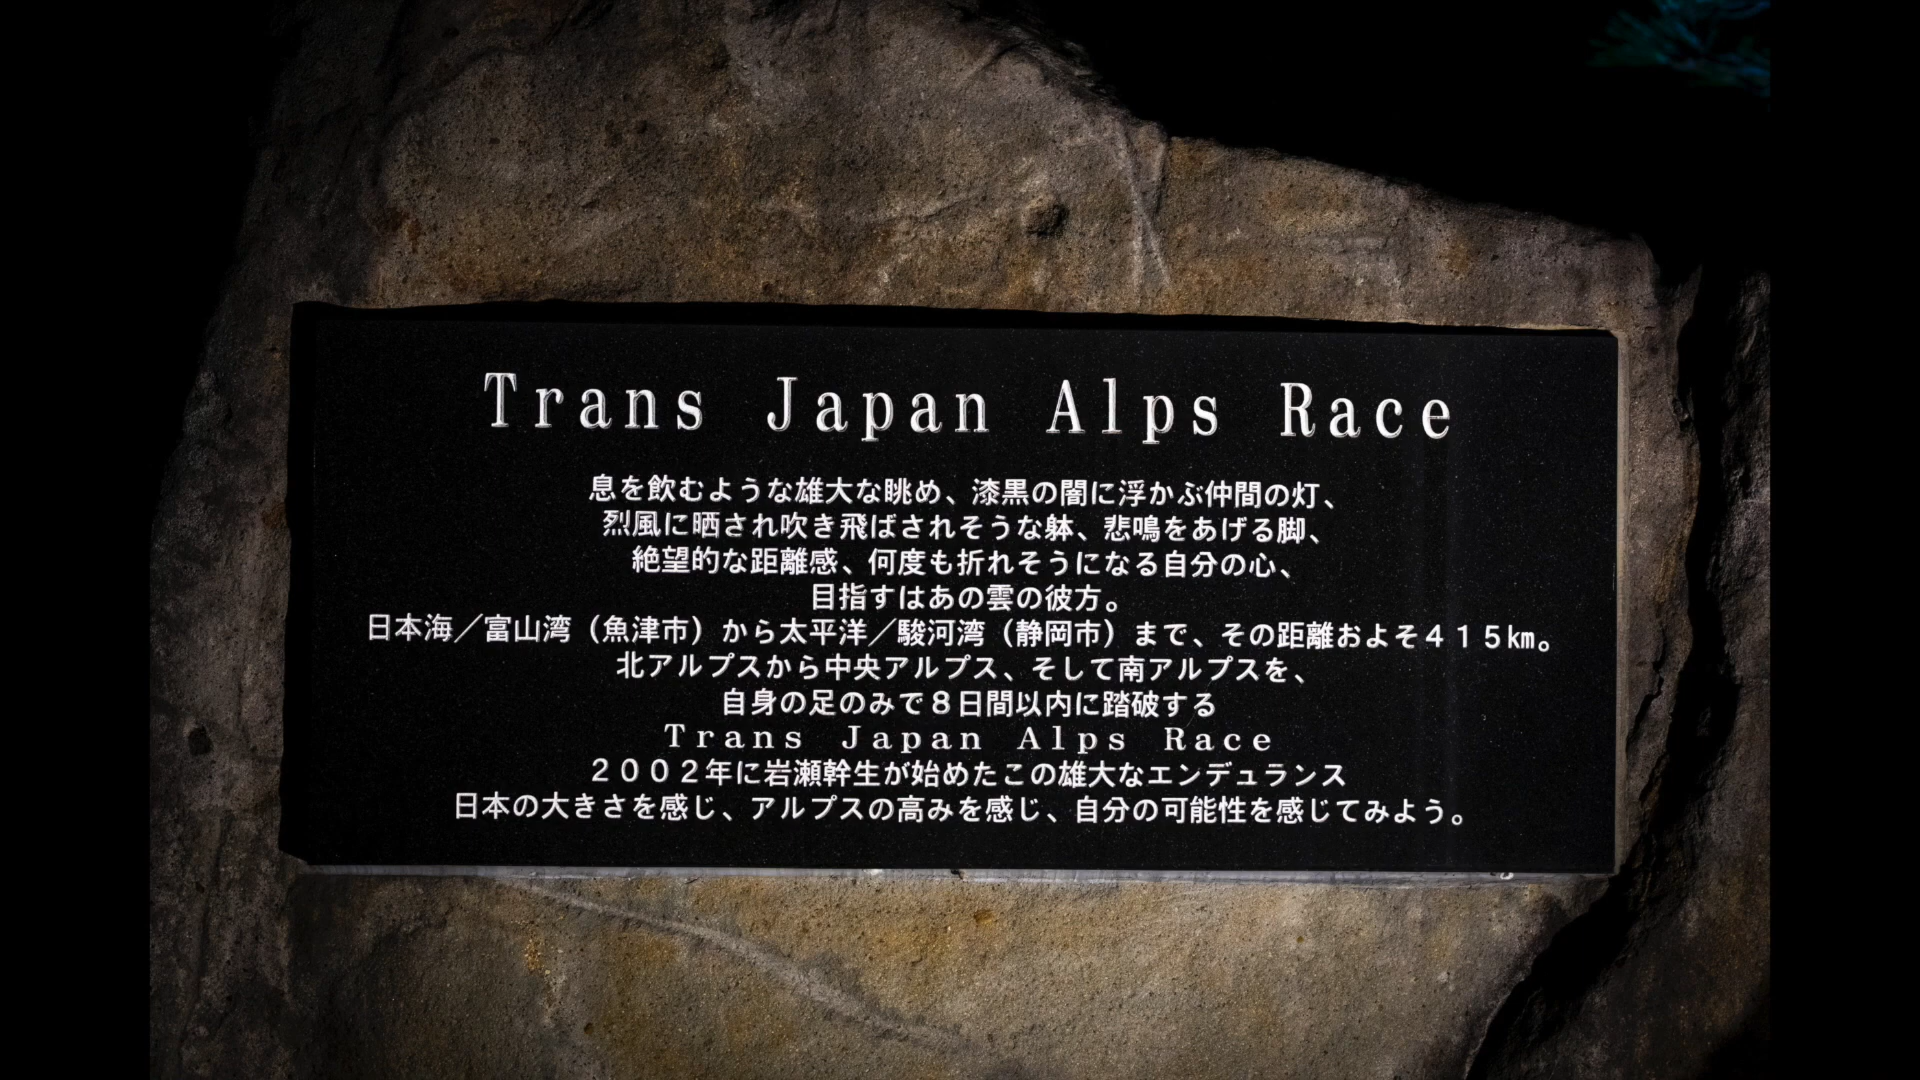 Trans Japan Alps Race
息を飲むような雄大な眺め、漆黒の闇に浮かぶ仲間の灯、
烈風に晒され吹き飛ばされそうな躰、悲鳴をあげる脚、
絶望的な距離感、何度も折れそうになる自分の心、
目指すはあの雲の彼方。
日本海／富山湾（魚津市）から太平洋／駿河湾（静岡市）まで、その距離およそ４１５㎞。
北アルプスから中央アルプス、そして南アルプスを、
自身の足のみで８日間以内に踏破する
Trans Japan Alps Race
２００２年に岩瀬幹生が始めたこの雄大なエンデュランス
日本の大きさを感じ、アルプスの高みを感じ、自分の可能性を感じてみよう。